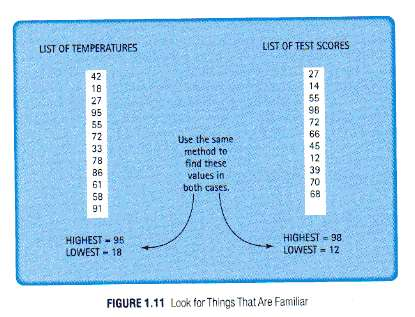 LIST OF TEMPERATURES
42
18
27
95
55
72
33
78
86
61
58
91
HIGHEST = 95
LOWEST = 18
Use the same
method to
find these
values in
both cases.
LIST OF TEST SCORES
27
14
55
98
72
66
45
12
39
70
68
HIGHEST = 98
LOWEST = 12
FIGURE 1.11 Look for Things That Are Familiar